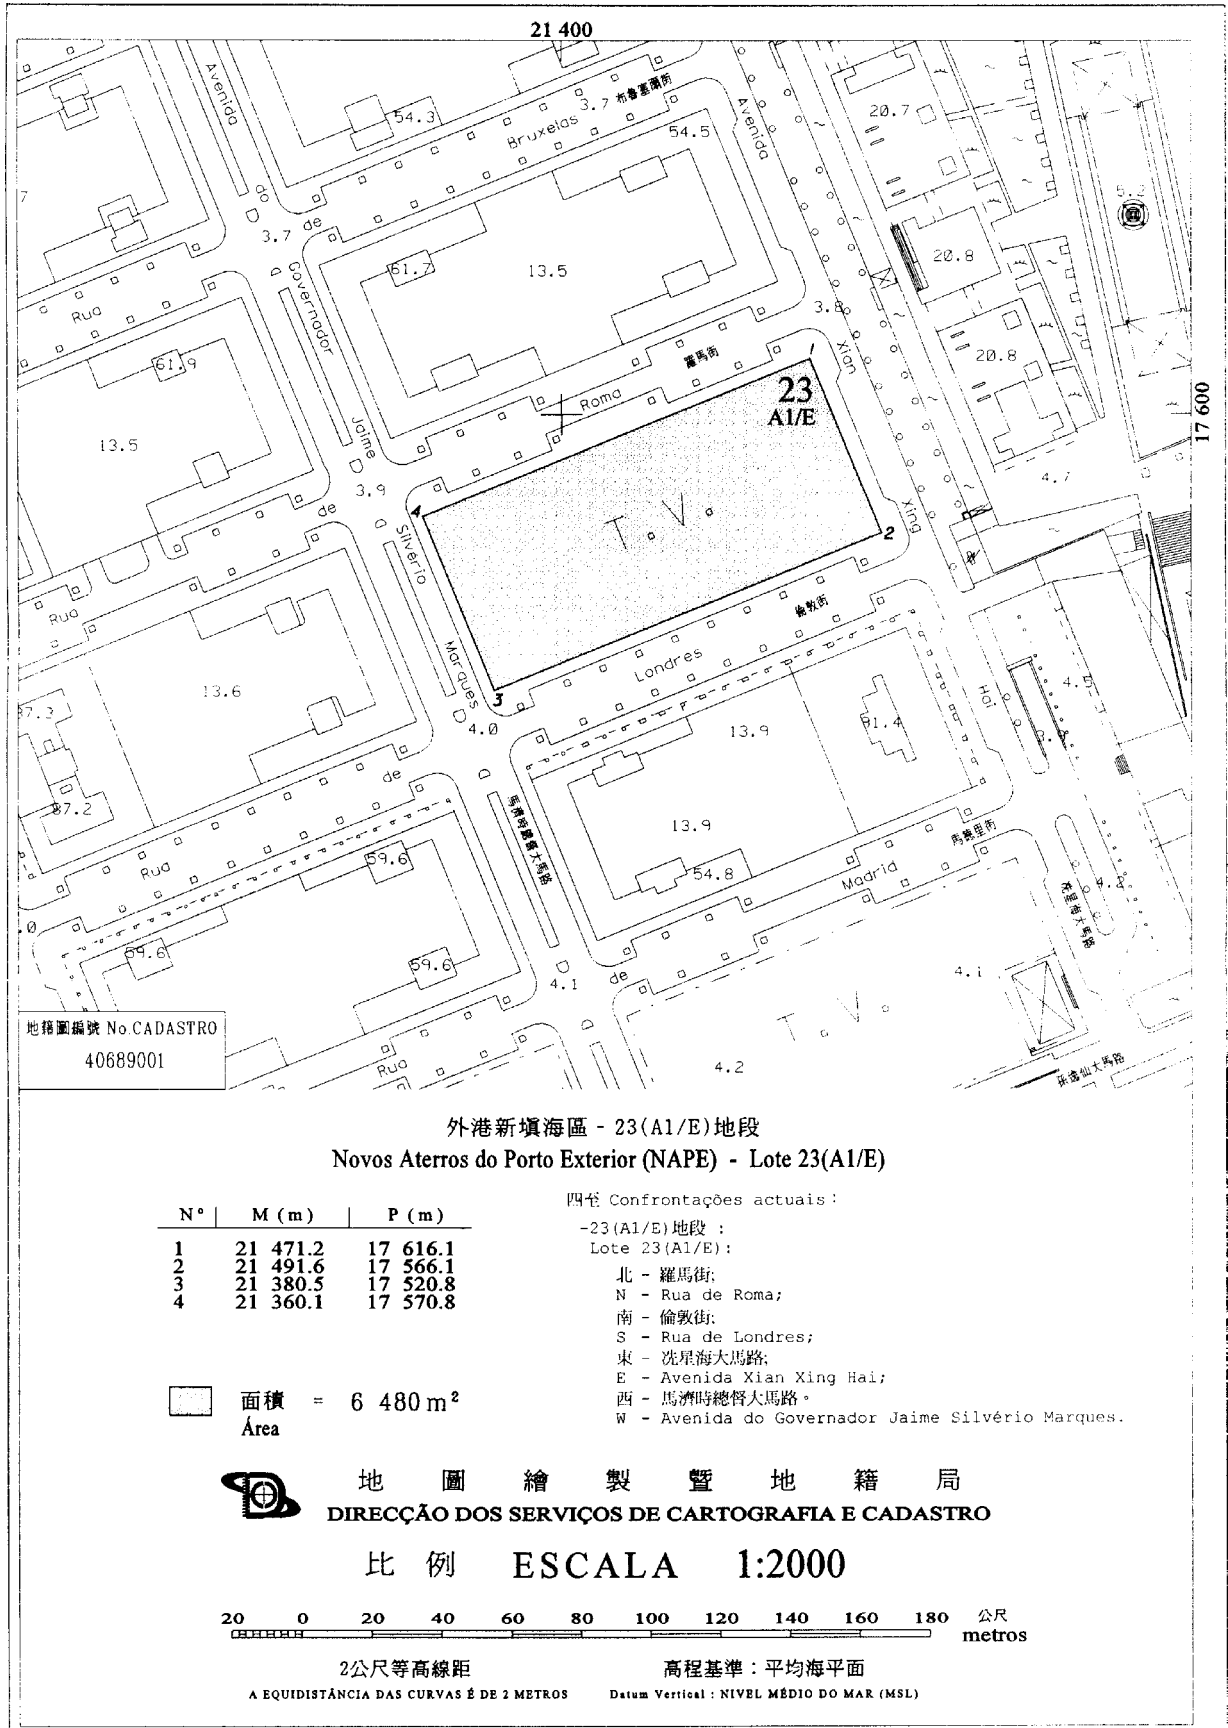 21 400
17 600
Avenida
do
Governador
Jaime
Silvério
Marques
馬濟時總督大馬路
54.3
3.7
布魯塞爾街
Bruxelas
de
54.5
Avenida
Xian
Xing
Hai
20.7
5.2
3.7
61.7
13.5
20.8
Rua
3.8
20.8
羅馬街
Roma
1
23
A1/E
61.9
13.5
3.9
de
4
T.V.
2
4.7
Rua
倫敦街
Londres
3
13.6
87.3
4.0
de
13.9
91.4
4.5
87.2
Rua
13.9
馬德里街
59.6
54.8
Madrid
4.2
冼星海大馬路
59.6
59.6
4.1
de
4.1
T.V.
Rua
4.2
孫逸仙大馬路
地籍圖編號 No.CADASTRO
40689001
外港新填海區 - 23(A1/E)地段
Novos Aterros do Porto Exterior (NAPE) - Lote 23(A1/E)
Nº M (m) P (m)
1 21 471.2 17 616.1
2 21 491.6 17 566.1
3 21 380.5 17 520.8
4 21 360.1 17 570.8
四至 Confrontações actuais :
-23(A1/E)地段 :
Lote 23(A1/E):
北 - 羅馬街;
N - Rua de Roma;
南 - 倫敦街;
S - Rua de Londres;
東 - 冼星海大馬路;
E - Avenida Xian Xing Hai;
西 - 馬濟時總督大馬路。
W - Avenida do Governador Jaime Silvério Marques.
面積 = 6 480 m²
Área
地圖繪製暨地籍局
DIRECÇÃO DOS SERVIÇOS DE CARTOGRAFIA E CADASTRO
比例 ESCALA 1:2000
20 0 20 40 60 80 100 120 140 160 180 公尺
metros
2公尺等高線距
A EQUIDISTÂNCIA DAS CURVAS É DE 2 METROS
高程基準：平均海平面
Datum Vertical : NIVEL MÉDIO DO MAR (MSL)